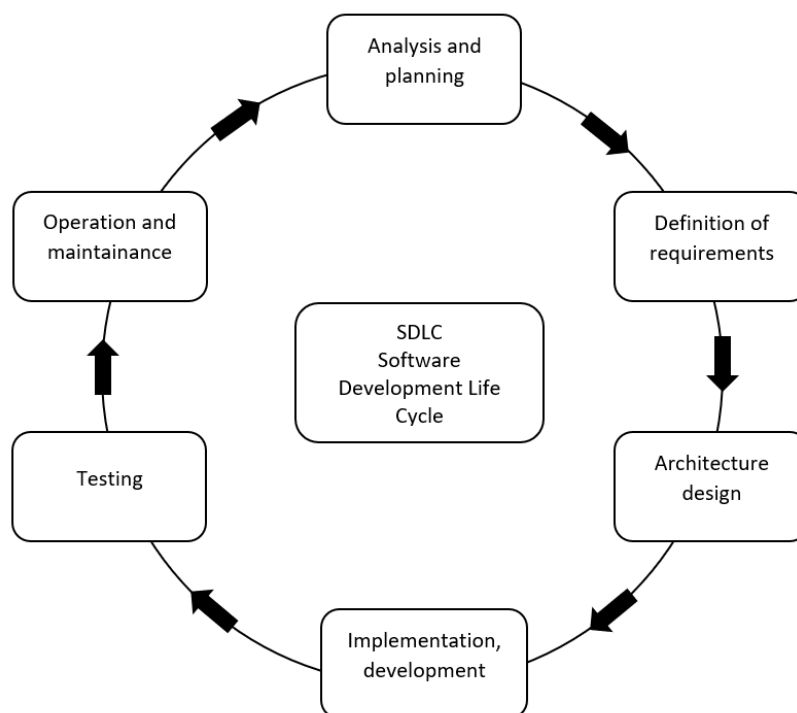 Analysis and
planning
Definition of
requirements
Architecture
design
Implementation,
development
Testing
Operation and
maintainance
SDLC
Software
Development Life
Cycle